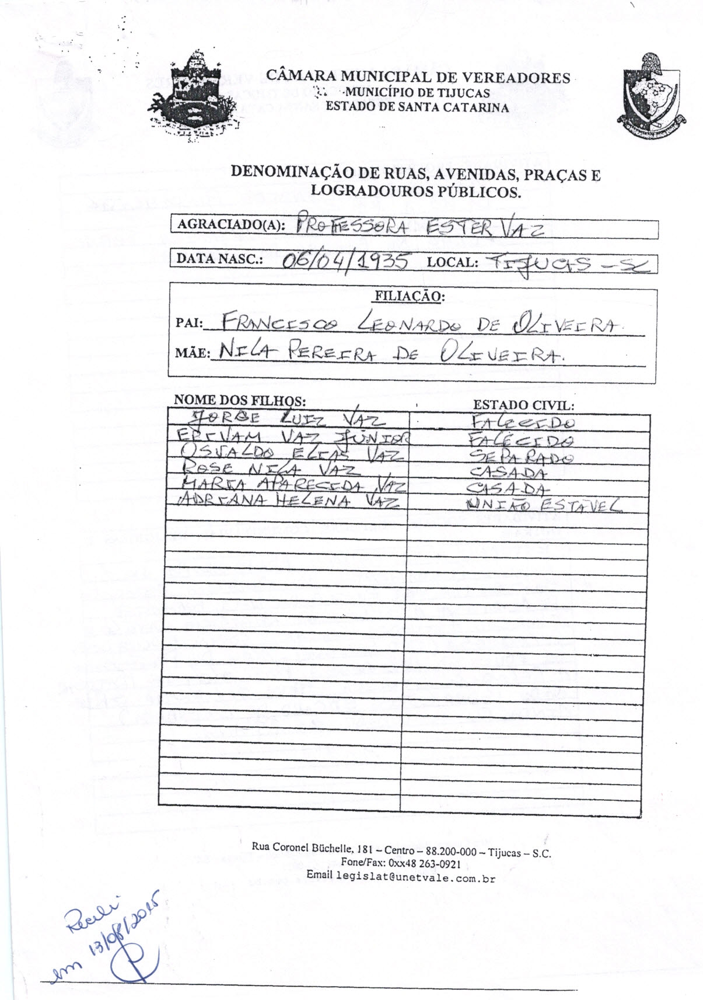 CÂMARA MUNICIPAL DE VEREADORES
MUNICÍPIO DE TIJUCAS
ESTADO DE SANTA CATARINA
DENOMINAÇÃO DE RUAS, AVENIDAS, PRAÇAS E
LOGRADOUROS PÚBLICOS.
AGRACIADO(A): PROFESSORA ESTER VAZ
DATA NASC.: 06/04/1935 LOCAL: TIJUCAS - SC
FILIAÇÃO:
PAI: FRANCISCO LEONARDO DE OLIVEIRA.
MÃE: NILA PEREIRA DE OLIVEIRA.
NOME DOS FILHOS: ESTADO CIVIL:
JORGE LUIZ VAZ FALECIDO
ERIVAM VAZ JÚNIOR FALECIDO
OSVALDO ELIAS VAZ SEPARADO
ROSE NILA VAZ CASADA
MARIA APARECIDA VAZ CASADA
ADRIANA HELENA VAZ UNIÃO ESTÁVEL
Rua Coronel Büchelle, 181 – Centro – 88.200-000 – Tijucas – S.C.
Fone/Fax: 0xx48 263-0921
Email legislat@unetvale.com.br
Recebi
em 13/08/2015